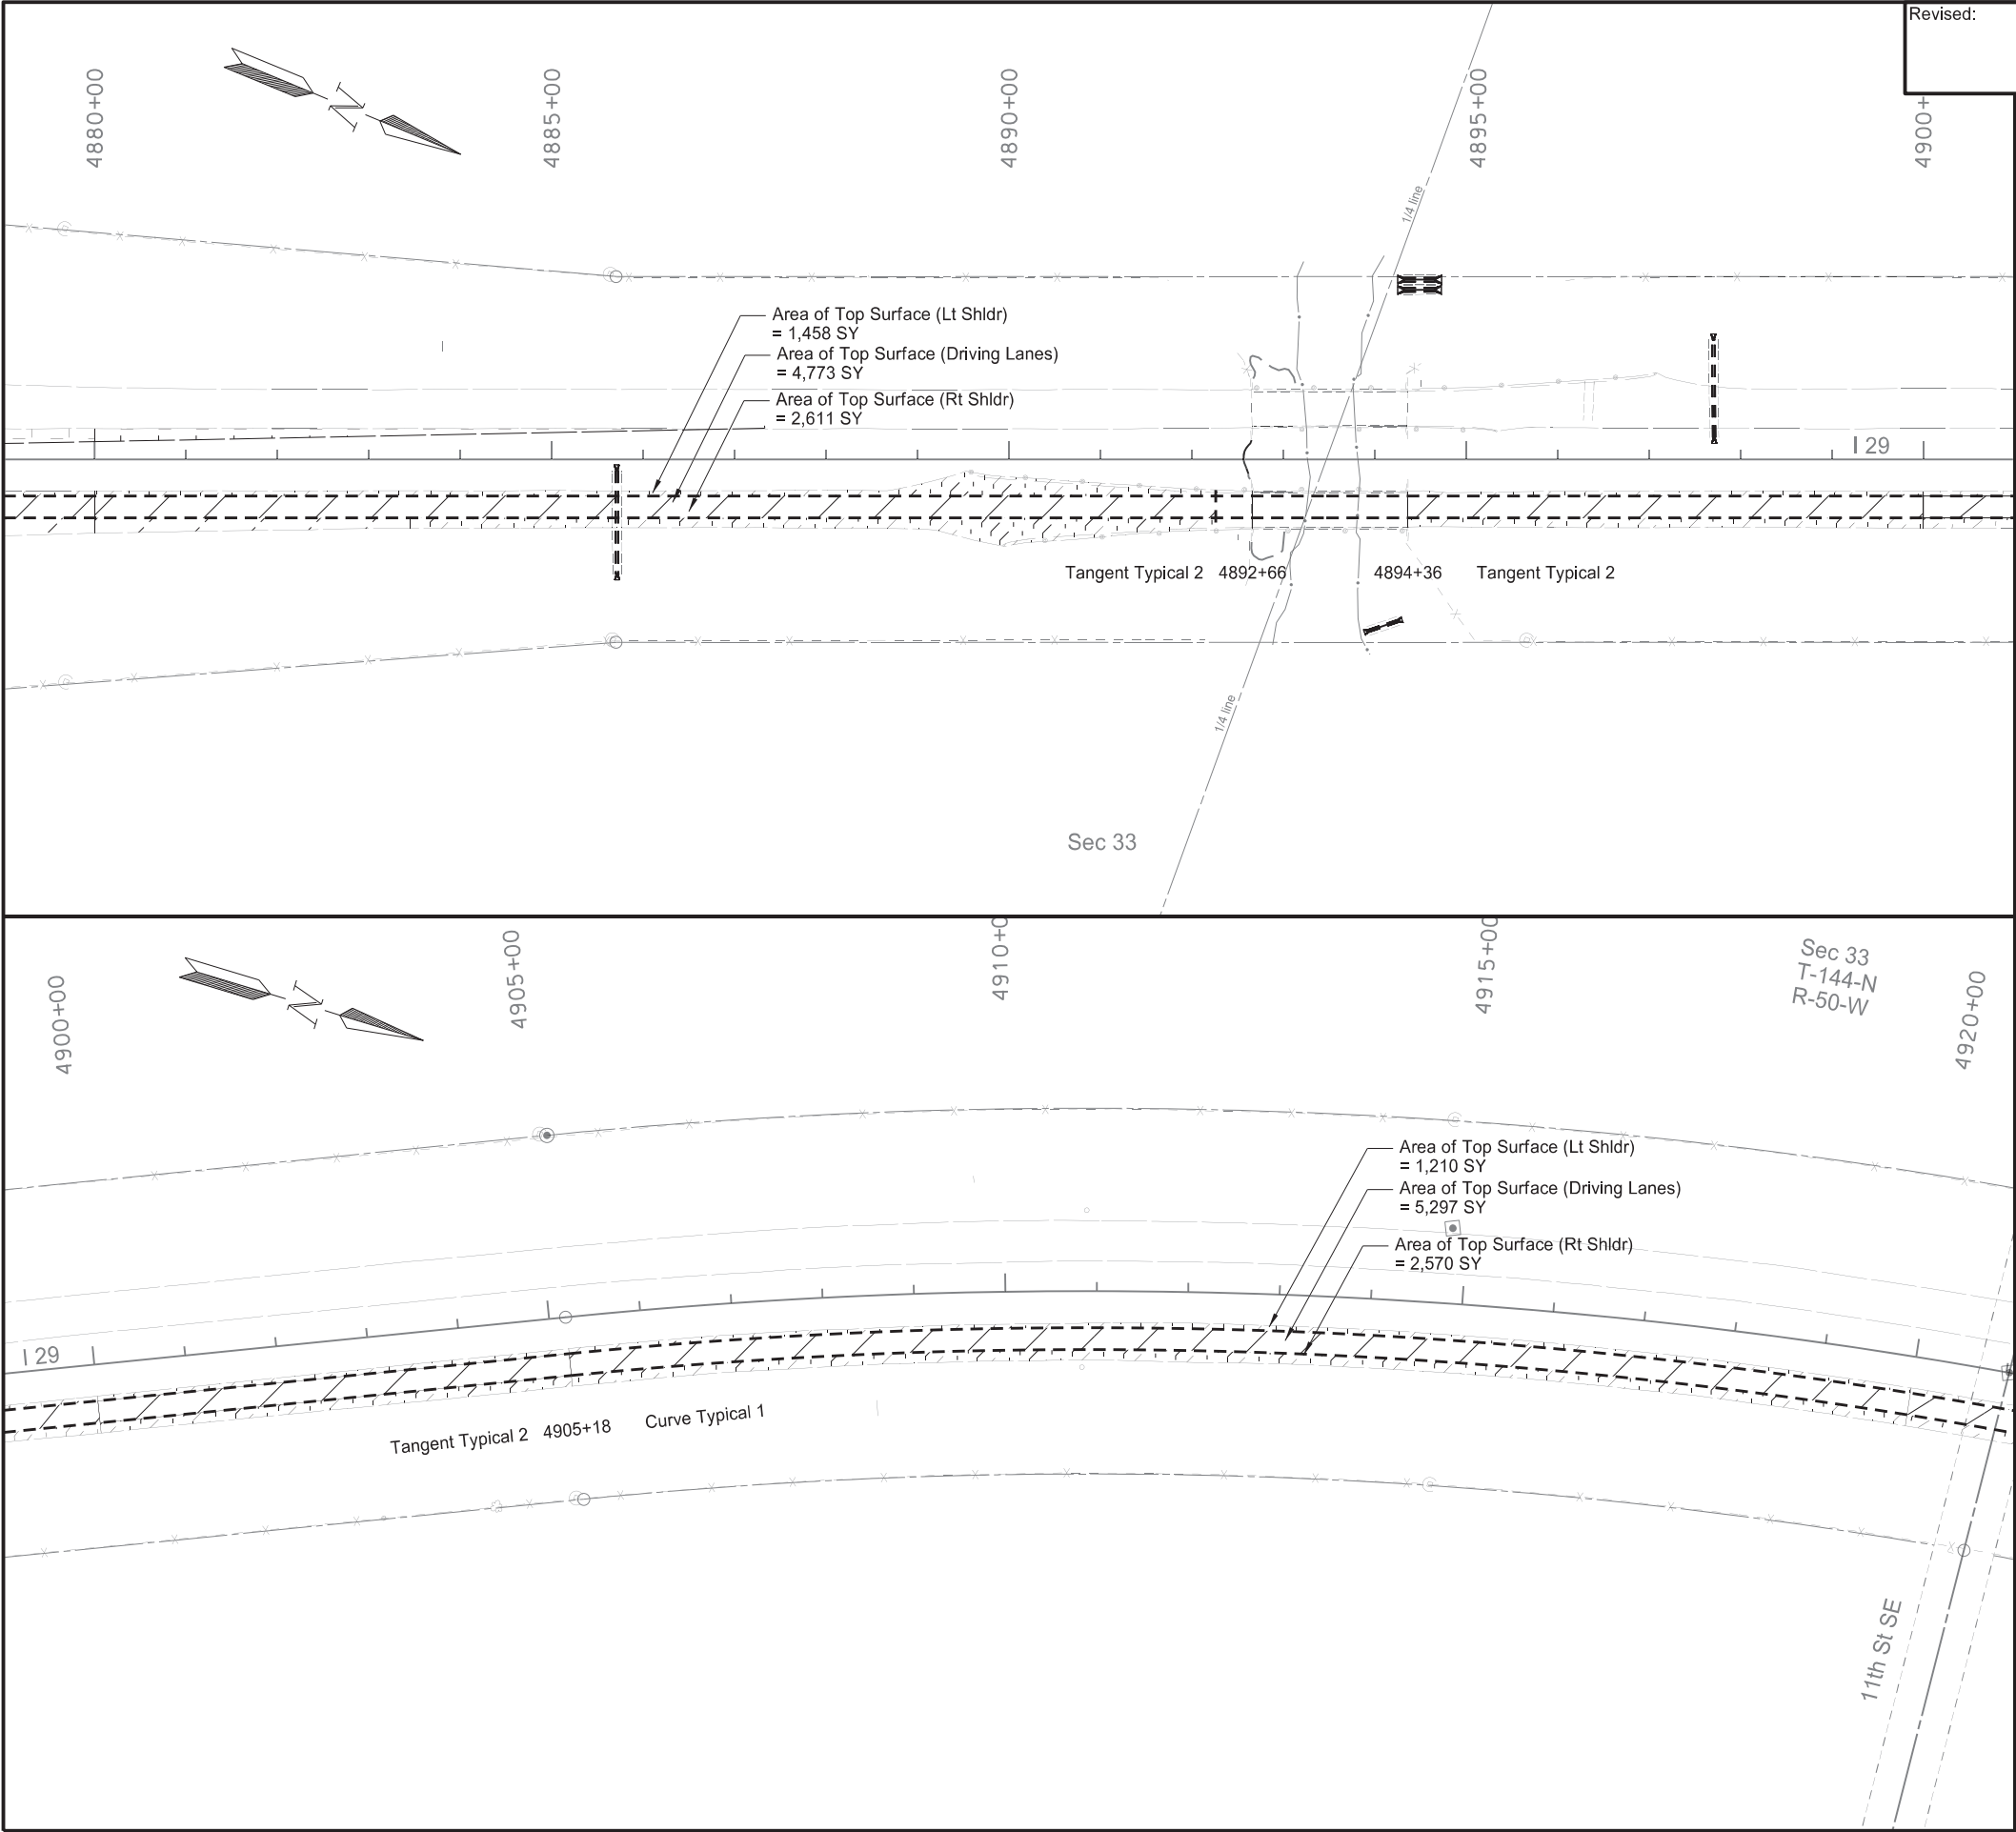 Revised:
4880+00
4885+00
4890+00
4895+00
4900+
N
1/4 line
Area of Top Surface (Lt Shldr)
= 1,458 SY
Area of Top Surface (Driving Lanes)
= 4,773 SY
Area of Top Surface (Rt Shldr)
= 2,611 SY
I 29
Tangent Typical 2 4892+66 4894+36 Tangent Typical 2
1/4 line
Sec 33
4900+00
4905+00
4910+0
4915+00
4920+00
N
Sec 33
T-144-N
R-50-W
Area of Top Surface (Lt Shldr)
= 1,210 SY
Area of Top Surface (Driving Lanes)
= 5,297 SY
Area of Top Surface (Rt Shldr)
= 2,570 SY
I 29
Tangent Typical 2 4905+18 Curve Typical 1
11th St SE